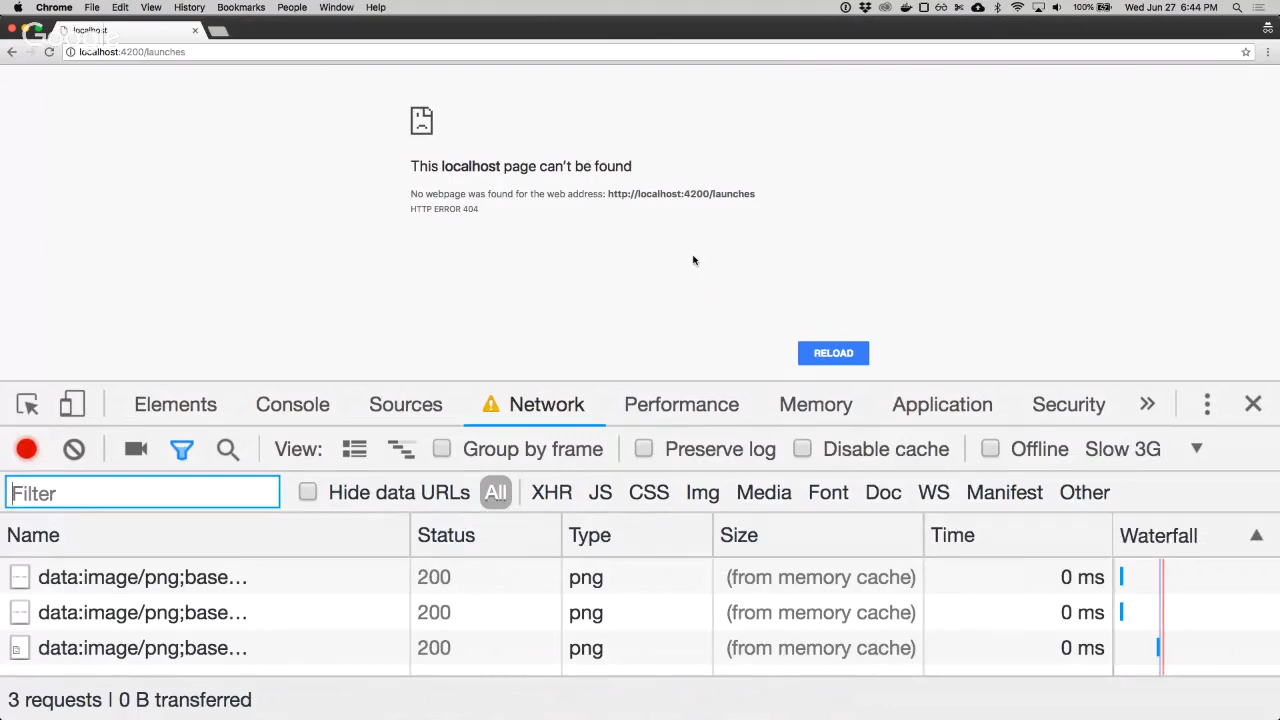 Chrome File Edit View History Bookmarks People Window Help 100% Wed Jun 27 6:44 PM
localhost
Google
localhost:4200/launches
This localhost page can't be found
No webpage was found for the web address: http://localhost:4200/launches
HTTP ERROR 404
RELOAD
Elements Console Sources Network Performance Memory Application Security
View: Group by frame Preserve log Disable cache Offline Slow 3G
Filter Hide data URLs All XHR JS CSS Img Media Font Doc WS Manifest Other
Name Status Type Size Time Waterfall
data:image/png;base… 200 png (from memory cache) 0 ms
data:image/png;base… 200 png (from memory cache) 0 ms
data:image/png;base… 200 png (from memory cache) 0 ms
3 requests | 0 B transferred